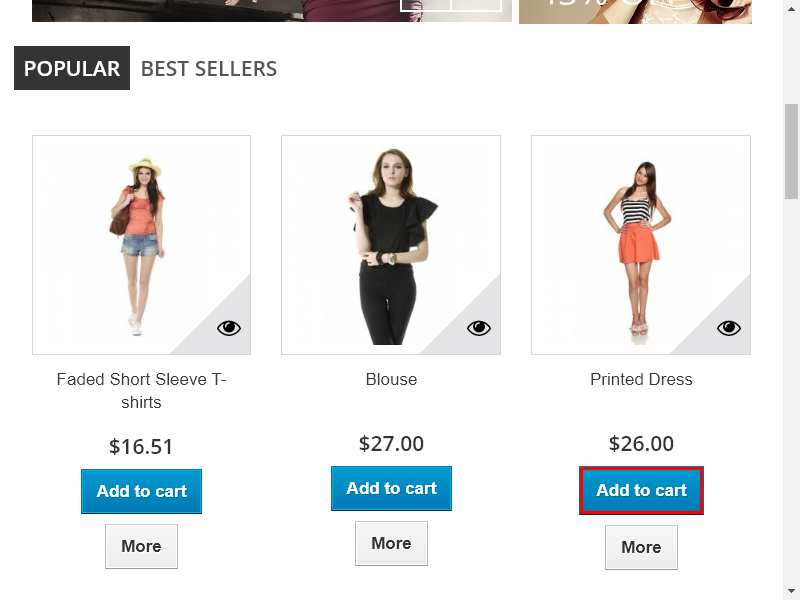 POPULAR BEST SELLERS
Faded Short Sleeve T-
shirts
$16.51
Add to cart
More
Blouse
$27.00
Add to cart
More
Printed Dress
$26.00
Add to cart
More